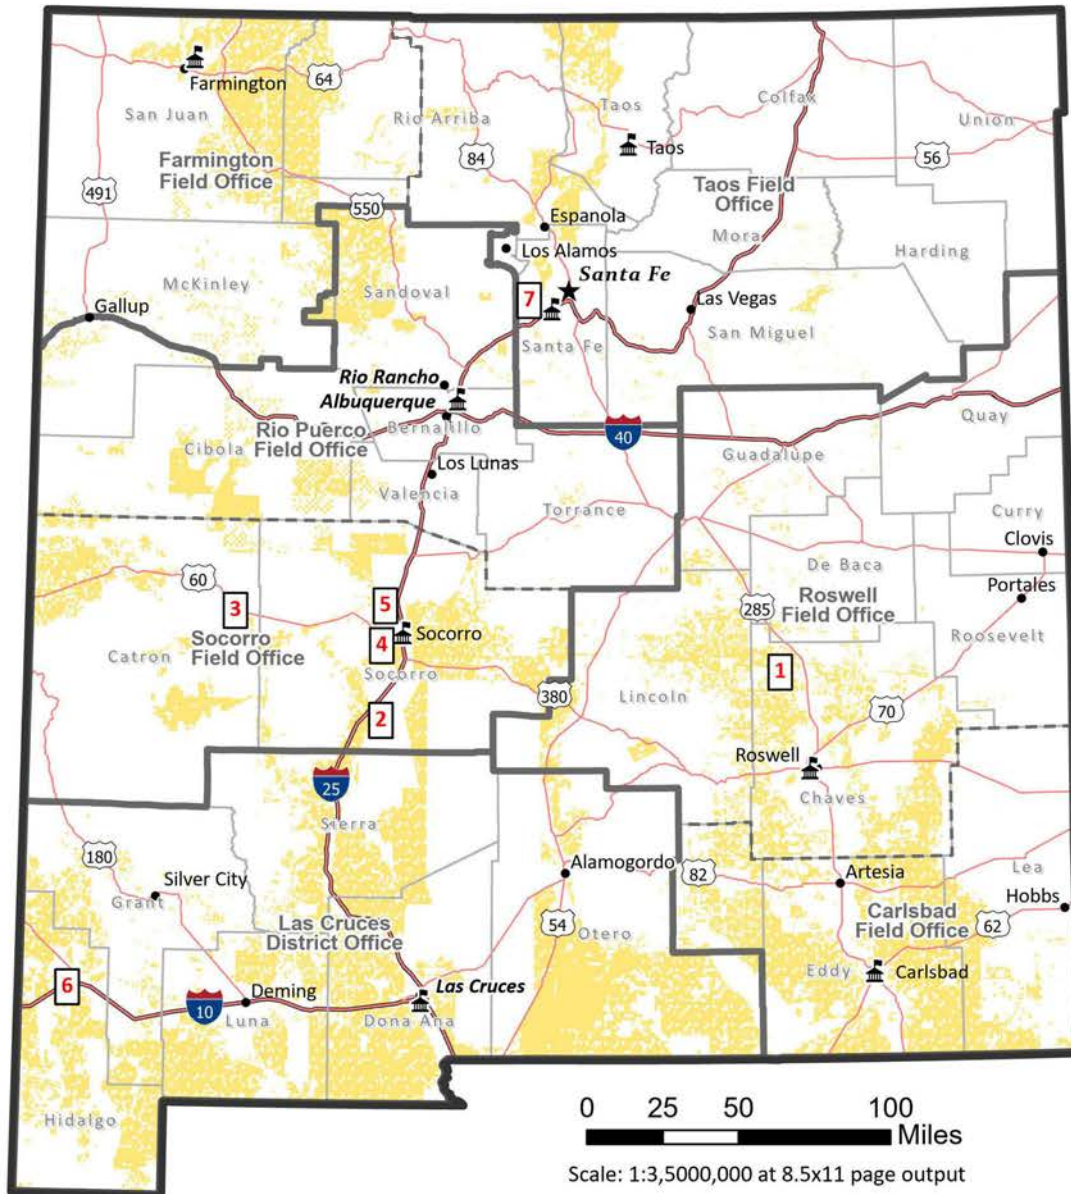 Farmington
64
San Juan
Rio Arriba
Taos
Colfax
Union
Farmington
Field Office
84
Taos
56
491
550
Taos Field
Office
Espanola
Mora
Los Alamos
Harding
McKinley
Sandoval
Santa Fe
Gallup
7
Las Vegas
Santa Fe
San Miguel
Rio Rancho
Albuquerque
Quay
Bernalillo
Rio Puerco
Field Office
40
Cibola
Guadalupe
Los Lunas
Valencia
Torrance
Curry
Clovis
De Baca
60
Portales
3
5
285
Roswell
Field Office
Socorro
Field Office
4
Socorro
Roosevelt
Catron
1
Socorro
380
Lincoln
2
70
Roswell
25
Chaves
Sierra
180
Alamogordo
82
Artesia
Lea
Silver City
Grant
Hobbs
Las Cruces
District Office
54
Otero
Carlsbad
Field Office
62
6
Eddy
Carlsbad
Deming
Las Cruces
10
Luna
Dona Ana
Hidalgo
0 25 50 100
Miles
Scale: 1:3,5000,000 at 8.5x11 page output